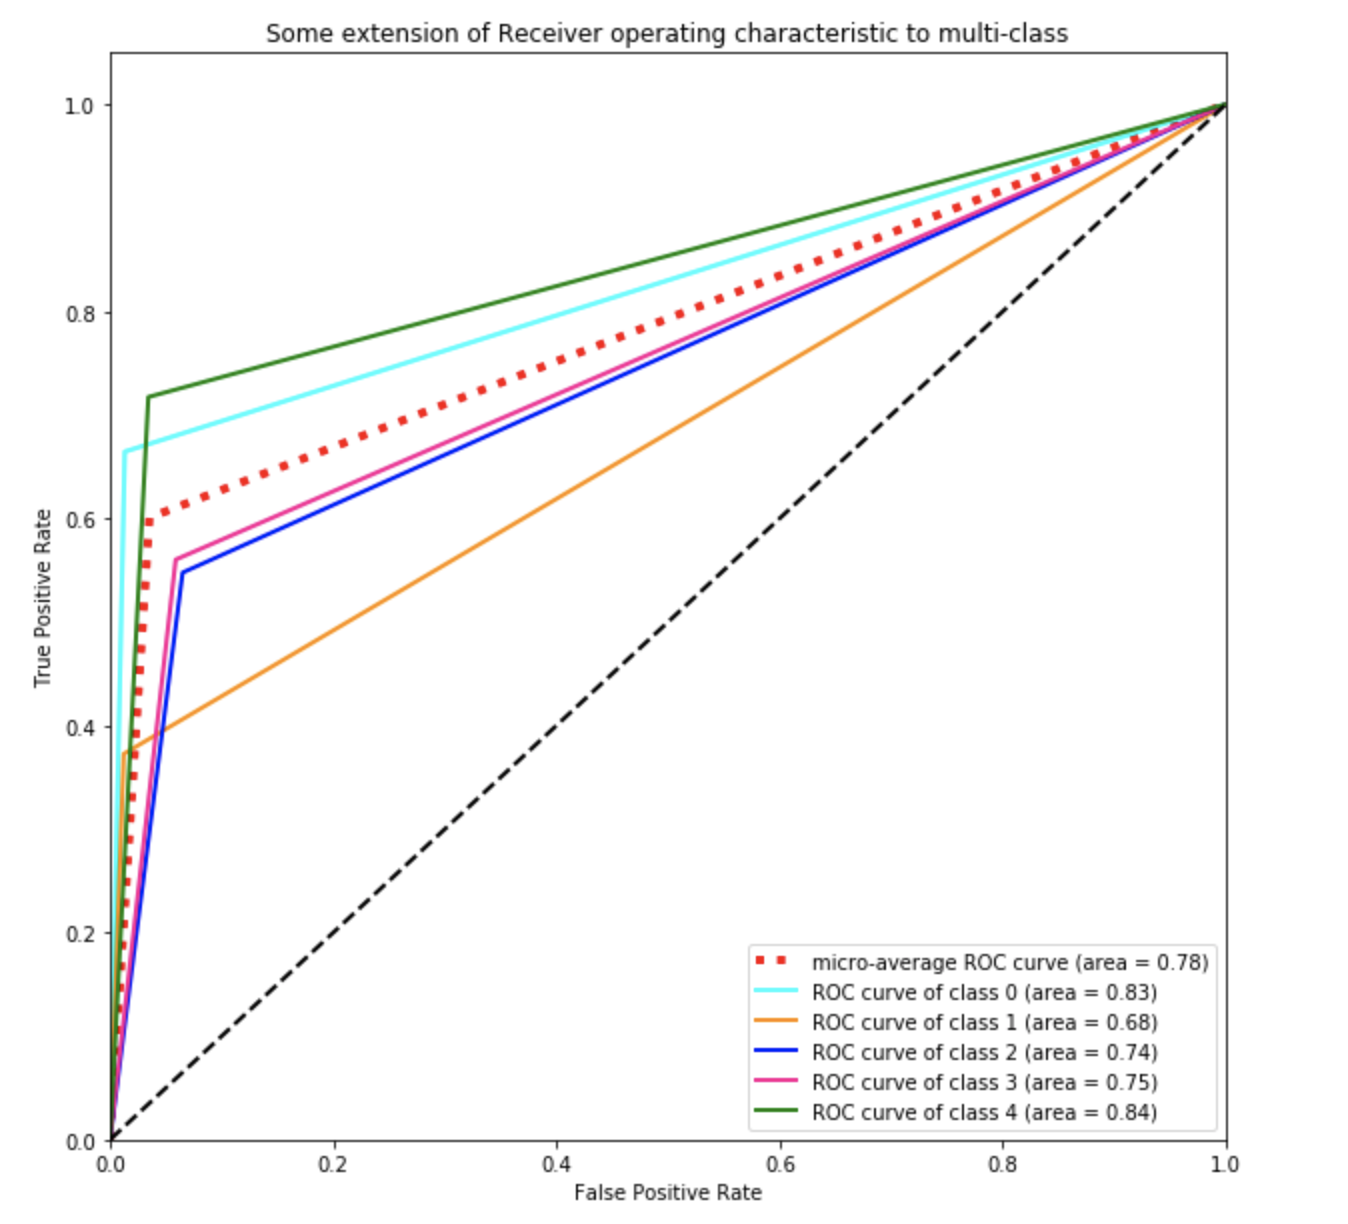 Some extension of Receiver operating characteristic to multi-class
1.0
0.8
0.6
0.4
0.2
0.0
True Positive Rate
micro-average ROC curve (area = 0.78)
ROC curve of class 0 (area = 0.83)
ROC curve of class 1 (area = 0.68)
ROC curve of class 2 (area = 0.74)
ROC curve of class 3 (area = 0.75)
ROC curve of class 4 (area = 0.84)
0.0 0.2 0.4 0.6 0.8 1.0
False Positive Rate